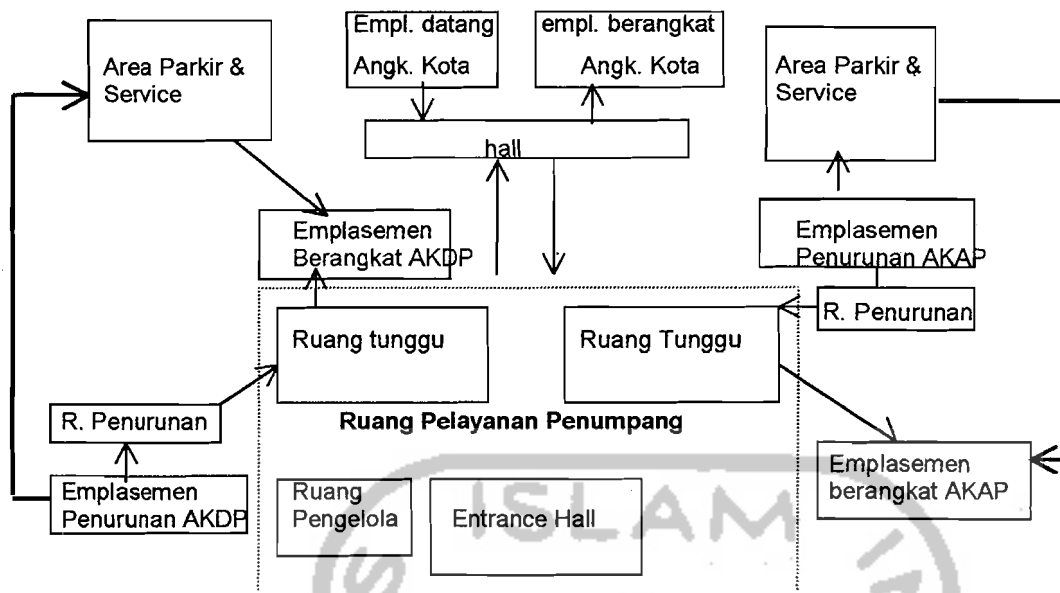 Empl. datang
Angk. Kota
empl. berangkat
Angk. Kota
Area Parkir &
Service
Area Parkir &
Service
hall
Emplasemen
Berangkat AKDP
Emplasemen
Penurunan AKAP
R. Penurunan
Ruang tunggu
Ruang Tunggu
R. Penurunan
Ruang Pelayanan Penumpang
Emplasemen
Penurunan AKDP
Emplasemen
berangkat AKAP
Ruang
Pengelola
Entrance Hall
ISLAM